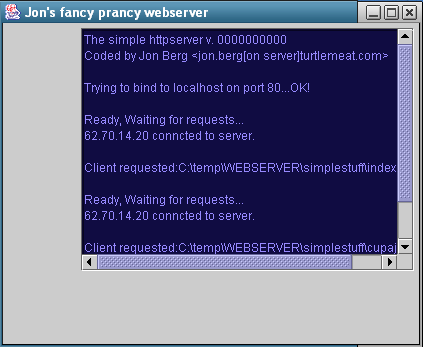 Jon's fancy prancy webserver
The simple httpserver v. 0000000000
Coded by Jon Berg <jon.berg[on server]turtlemeat.com>
Trying to bind to localhost on port 80...OK!
Ready, Waiting for requests...
62.70.14.20 conncted to server.
Client requested:C:\temp\WEBSERVER\simplestuff\index
Ready, Waiting for requests...
62.70.14.20 conncted to server.
Client requested:C:\temp\WEBSERVER\simplestuff\cupaj